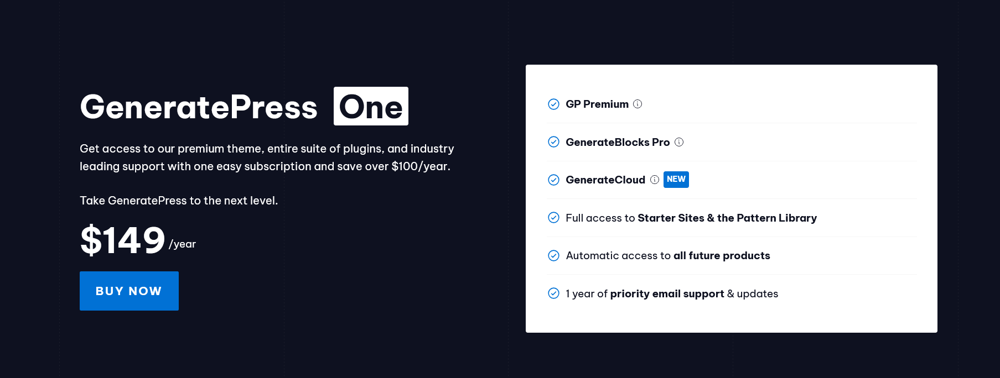 GeneratePress One
Get access to our premium theme, entire suite of plugins, and industry
leading support with one easy subscription and save over $100/year.
Take GeneratePress to the next level.
$149 /year
BUY NOW
GP Premium
GenerateBlocks Pro
GenerateCloud NEW
Full access to Starter Sites & the Pattern Library
Automatic access to all future products
1 year of priority email support & updates